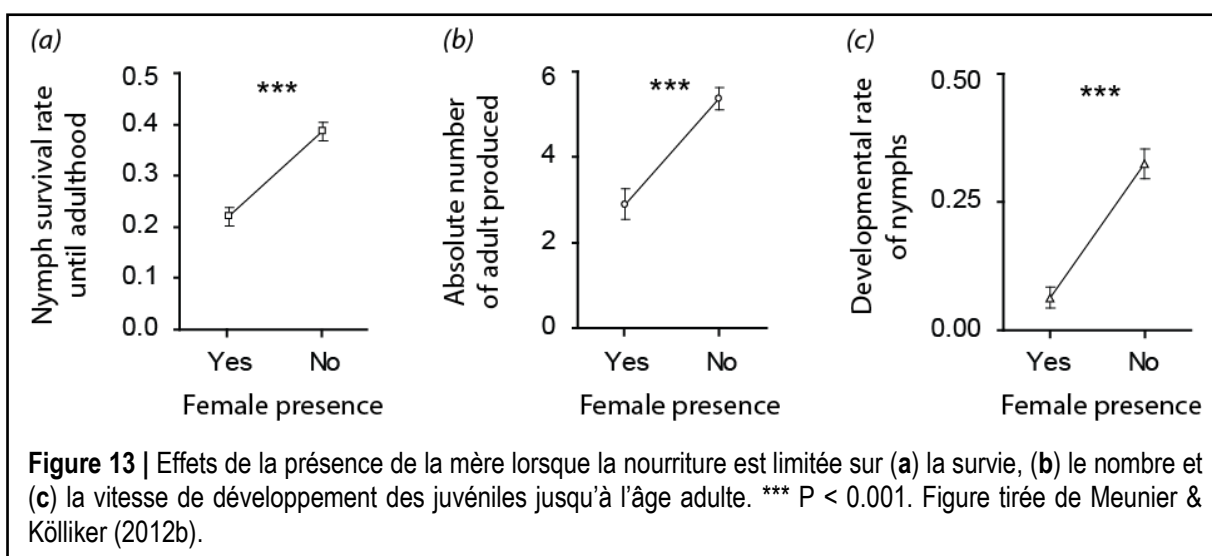 (a)
***
0.5
0.4
0.3
0.2
0.1
0.0
Nymph survival rate
until adulthood
Yes No
Female presence
(b)
***
6
4
2
0
Absolute number
of adult produced
Yes No
Female presence
(c)
***
0.50
0.25
0.00
Developmental rate
of nymphs
Yes No
Female presence
Figure 13 | Effets de la présence de la mère lorsque la nourriture est limitée sur (a) la survie, (b) le nombre et
(c) la vitesse de développement des juvéniles jusqu'à l'âge adulte. *** P < 0.001. Figure tirée de Meunier &
Kölliker (2012b).